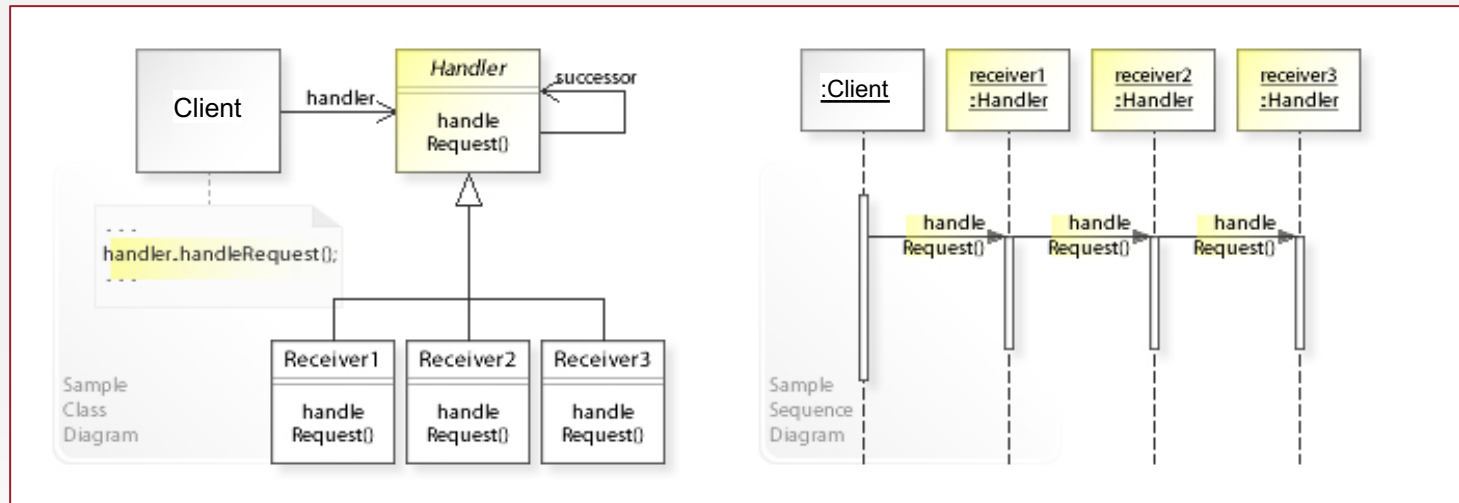 Client
handler
Handler
handle
Request()
successor
- - -
handler.handleRequest();
- - -
Receiver1
handle
Request()
Receiver2
handle
Request()
Receiver3
handle
Request()
Sample
Class
Diagram
:Client
receiver1
:Handler
receiver2
:Handler
receiver3
:Handler
handle
Request()
handle
Request()
handle
Request()
Sample
Sequence
Diagram